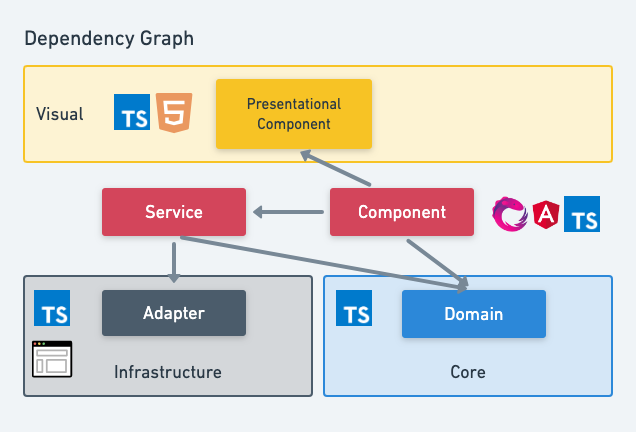 Dependency Graph
Visual
TS
5
Presentational
Component
Service
Component
A
TS
TS
Adapter
Infrastructure
TS
Domain
Core